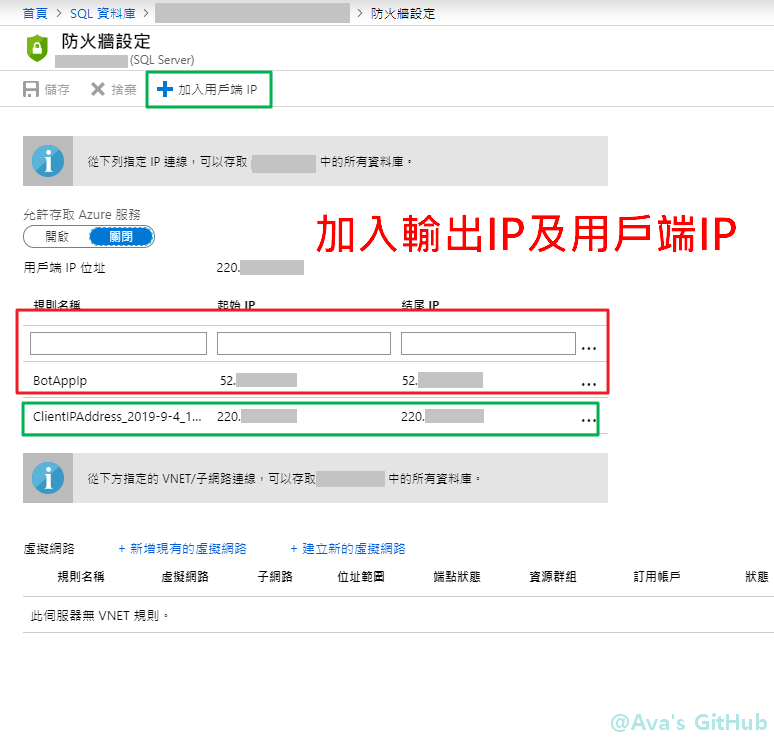 首頁 > SQL 資料庫 > > 防火牆設定
防火牆設定
(SQL Server)
儲存 捨棄 + 加入用戶端 IP
從下列指定 IP 連線，可以存取 中的所有資料庫。
允許存取 Azure 服務
開啟 關閉
加入輸出IP及用戶端IP
用戶端 IP 位址 220.
規則名稱 起始 IP 結尾 IP
...
BotAppIp 52. 52. ...
ClientIPAddress_2019-9-4_1... 220. 220. ...
從下方指定的 VNET/子網路連線，可以存取 中的所有資料庫。
虛擬網路 + 新增現有的虛擬網路 + 建立新的虛擬網路
規則名稱 虛擬網路 子網路 位址範圍 端點狀態 資源群組 訂用帳戶 狀態
此伺服器無 VNET 規則。
@Ava's GitHub